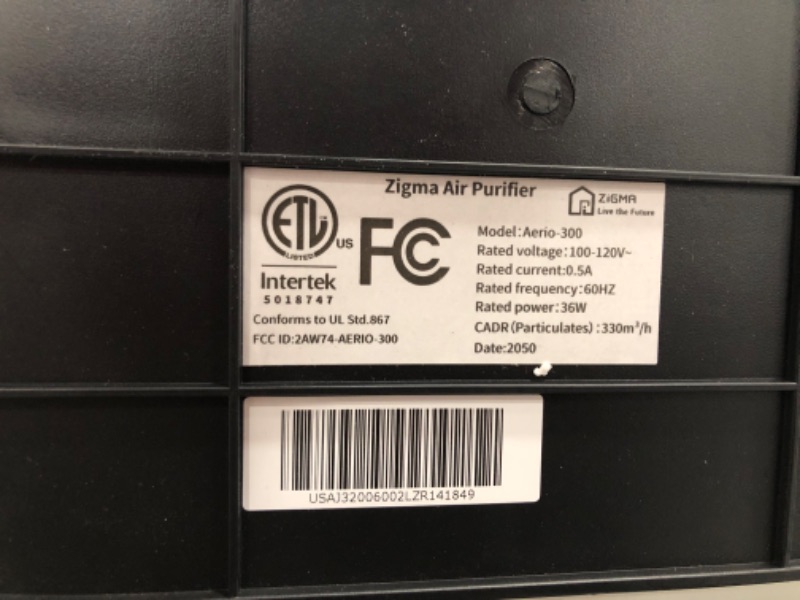 Zigma Air Purifier
ZiGMA
Live the Future
ETL
LISTED
US
Intertek
5018747
Conforms to UL Std.867
FCC ID:2AW74-AERIO-300
FCC
Model:Aerio-300
Rated voltage:100-120V~
Rated current:0.5A
Rated frequency:60HZ
Rated power:36W
CADR(Particulates):330m³/h
Date:2050
USAJ32006002LZR141849